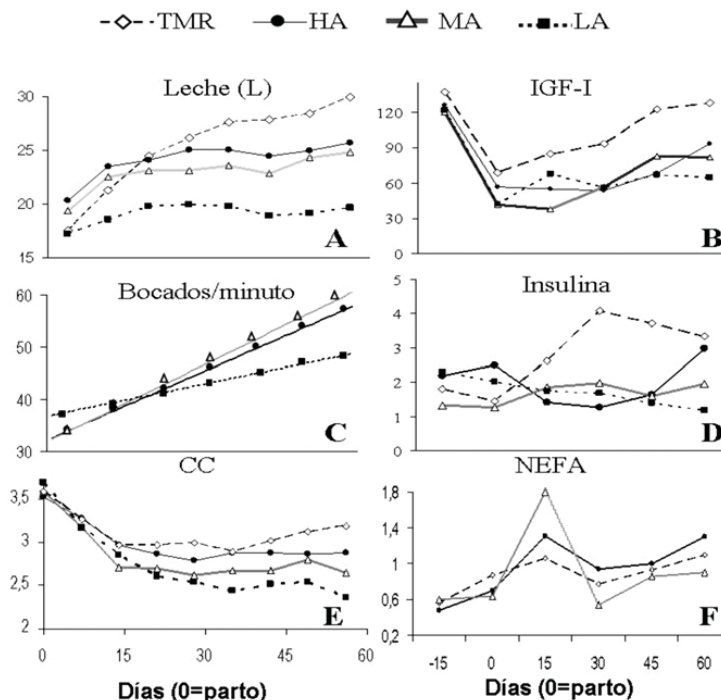 TMR HA MA LA
Leche (L)
30
25
20
15
A
IGF-I
120
90
60
30
0
B
Bocados/minuto
60
50
40
30
C
Insulina
5
4
3
2
1
0
D
CC
3,5
3
2,5
2
E
0 15 30 45 60
Días (0=parto)
NEFA
1,8
1,4
1
0,6
0,2
F
-15 0 15 30 45 60
Días (0=parto)